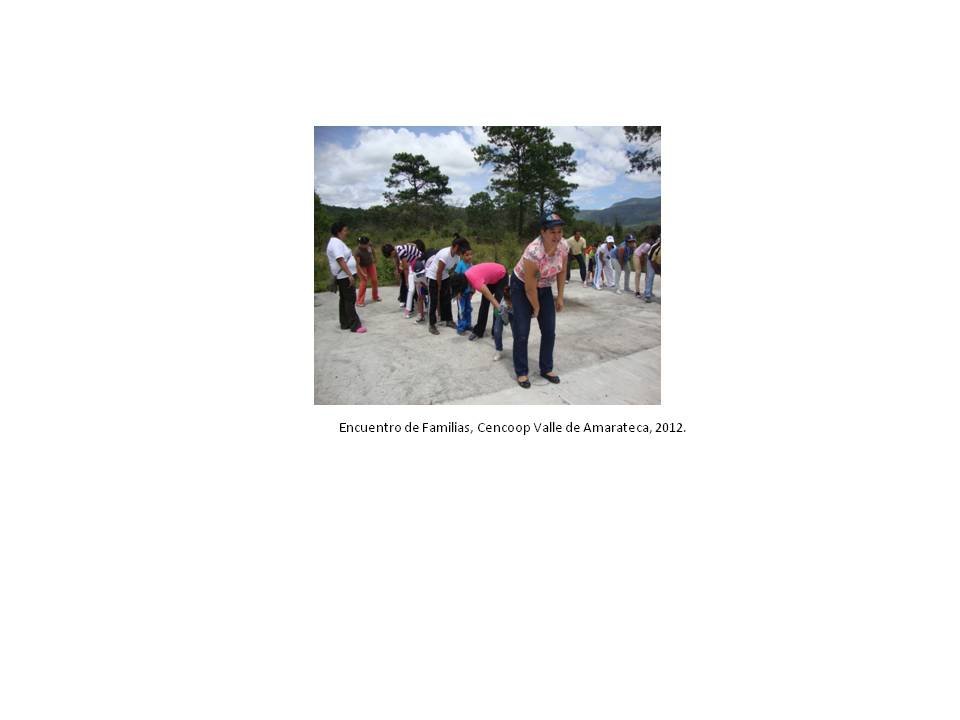 Encuentro de Familias, Cencoop Valle de Amarateca, 2012.